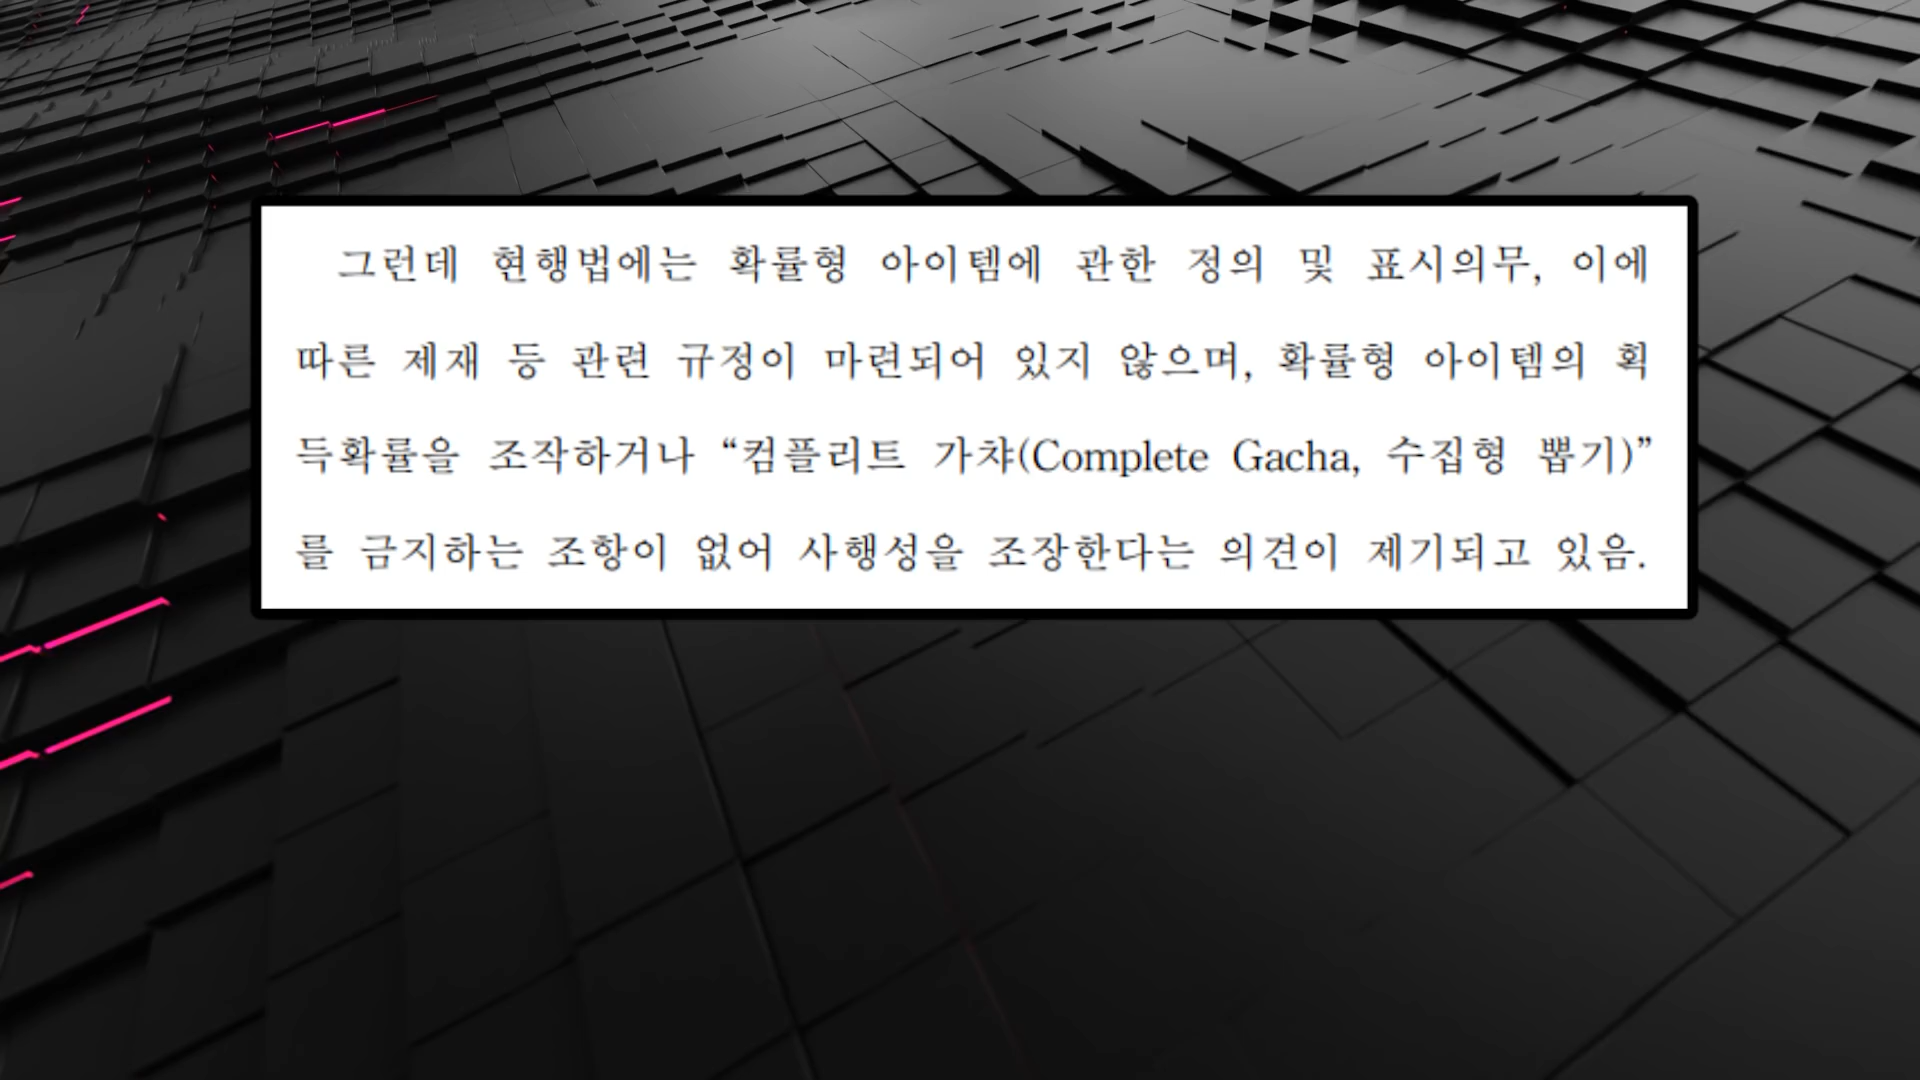 그런데 현행법에는 확률형 아이템에 관한 정의 및 표시의무, 이에
따른 제재 등 관련 규정이 마련되어 있지 않으며, 확률형 아이템의 획
득확률을 조작하거나 “컴플리트 가챠(Complete Gacha, 수집형 뽑기)”
를 금지하는 조항이 없어 사행성을 조장한다는 의견이 제기되고 있음.